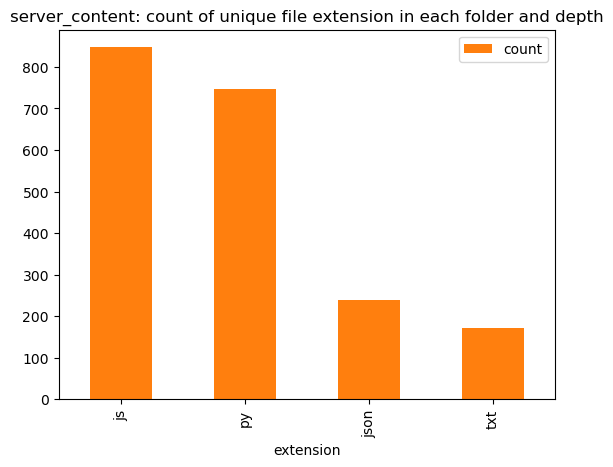 server_content: count of unique file extension in each folder and depth
count
800
700
600
500
400
300
200
100
0
js
py
json
txt
extension